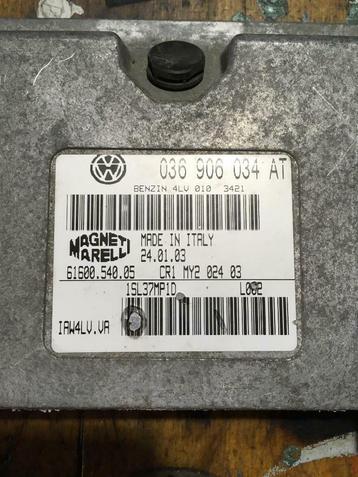 036 906 034 AT
BENZIN 4LV 010 3421
MAGNETI MARELLI
MADE IN ITALY
24.01.03
61600.540.05 CR1 MY2 024 03
1SL37MP1D L002
IAW4LV.VA